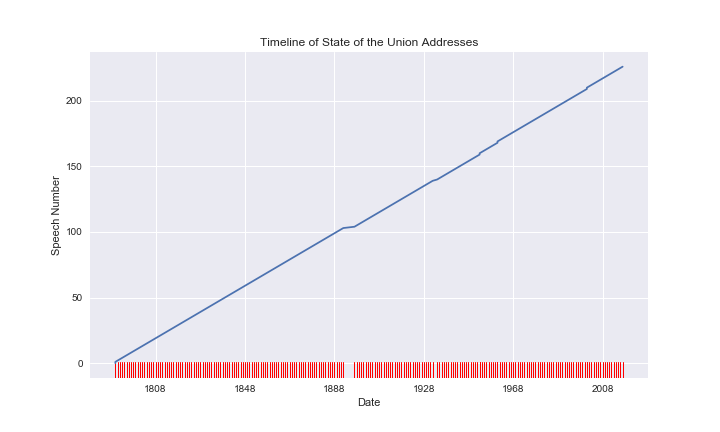 Timeline of State of the Union Addresses
Speech Number
200
150
100
50
0
1808 1848 1888 1928 1968 2008
Date